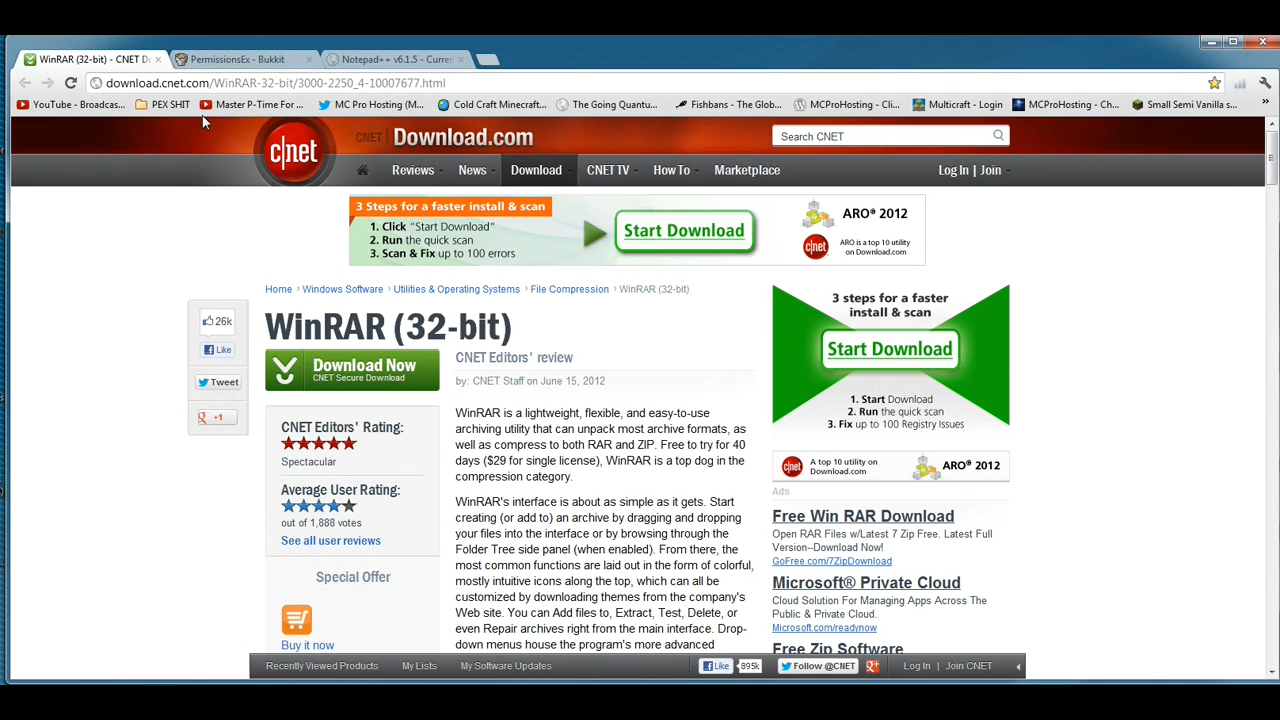 WinRAR (32-bit) - CNET D
PermissionsEx - Bukkit
Notepad++ v6.1.5 - Curren
download.cnet.com/WinRAR-32-bit/3000-2250_4-10007677.html
YouTube - Broadcas...
PEX SHIT
Master P-Time For ...
MC Pro Hosting (M...
Cold Craft Minecraf...
The Going Quantu...
Fishbans - The Glob...
MCProHosting - Cli...
Multicraft - Login
MCProHosting - Ch...
Small Semi Vanilla s...
»
c|net
CNET
Download.com
Search CNET
Reviews
News
Download
CNET TV
How To
Marketplace
Log In | Join
3 Steps for a faster install & scan
1. Click "Start Download"
2. Run the quick scan
3. Scan & Fix up to 100 errors
Start Download
ARO® 2012
c|net
ARO is a top 10 utility
on Download.com
Home › Windows Software › Utilities & Operating Systems › File Compression › WinRAR (32-bit)
26k
Like
Tweet
+1
WinRAR (32-bit)
Download Now
CNET Secure Download
CNET Editors' Rating:
Spectacular
Average User Rating:
out of 1,888 votes
See all user reviews
Special Offer
Buy it now
CNET Editors' review
by: CNET Staff on June 15, 2012
WinRAR is a lightweight, flexible, and easy-to-use
archiving utility that can unpack most archive formats, as
well as compress to both RAR and ZIP. Free to try for 40
days ($29 for single license), WinRAR is a top dog in the
compression category.
WinRAR's interface is about as simple as it gets. Start
creating (or add to) an archive by dragging and dropping
your files into the interface or by browsing through the
Folder Tree side panel (when enabled). From there, the
most common functions are laid out in the form of colorful,
mostly intuitive icons along the top, which can all be
customized by downloading themes from the company's
Web site. You can Add files to, Extract, Test, Delete, or
even Repair archives right from the main interface. Drop-
down menus house the program's more advanced
3 steps for a faster
install & scan
Start Download
1. Start Download
2. Run the quick scan
3. Fix up to 100 Registry Issues
c|net
A top 10 utility on
Download.com
ARO® 2012
Ads
Free Win RAR Download
Open RAR Files w/Latest 7 Zip Free. Latest Full
Version--Download Now!
GoFree.com/7ZipDownload
Microsoft® Private Cloud
Cloud Solution For Managing Apps Across The
Public & Private Cloud.
Microsoft.com/readynow
Free Zip Software
Recently Viewed Products
My Lists
My Software Updates
Like
895k
Follow @CNET
Log In | Join CNET